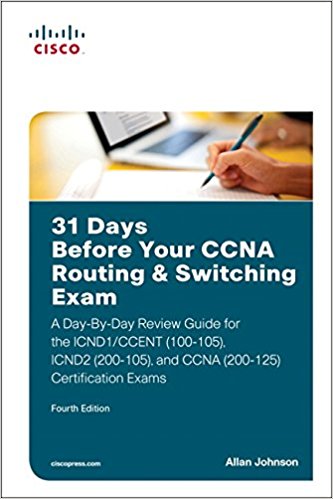 CISCO
31 Days
Before Your CCNA
Routing & Switching
Exam
A Day-By-Day Review Guide for
the ICND1/CCENT (100-105),
ICND2 (200-105), and CCNA (200-125)
Certification Exams
Fourth Edition
ciscopress.com
Allan Johnson